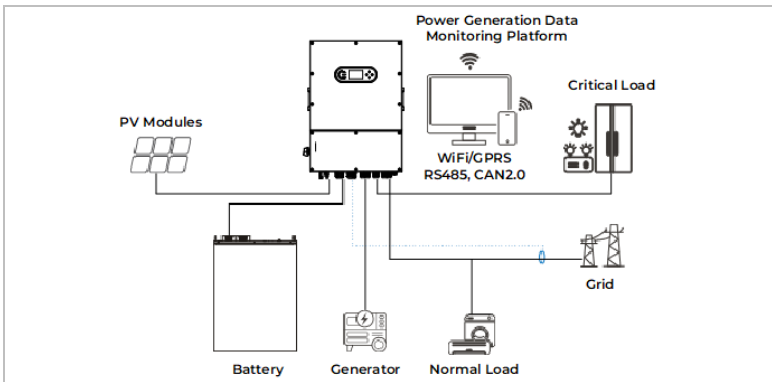 Power Generation Data
Monitoring Platform
Critical Load
PV Modules
WiFi/GPRS
RS485, CAN2.0
Grid
Battery
Generator
Normal Load